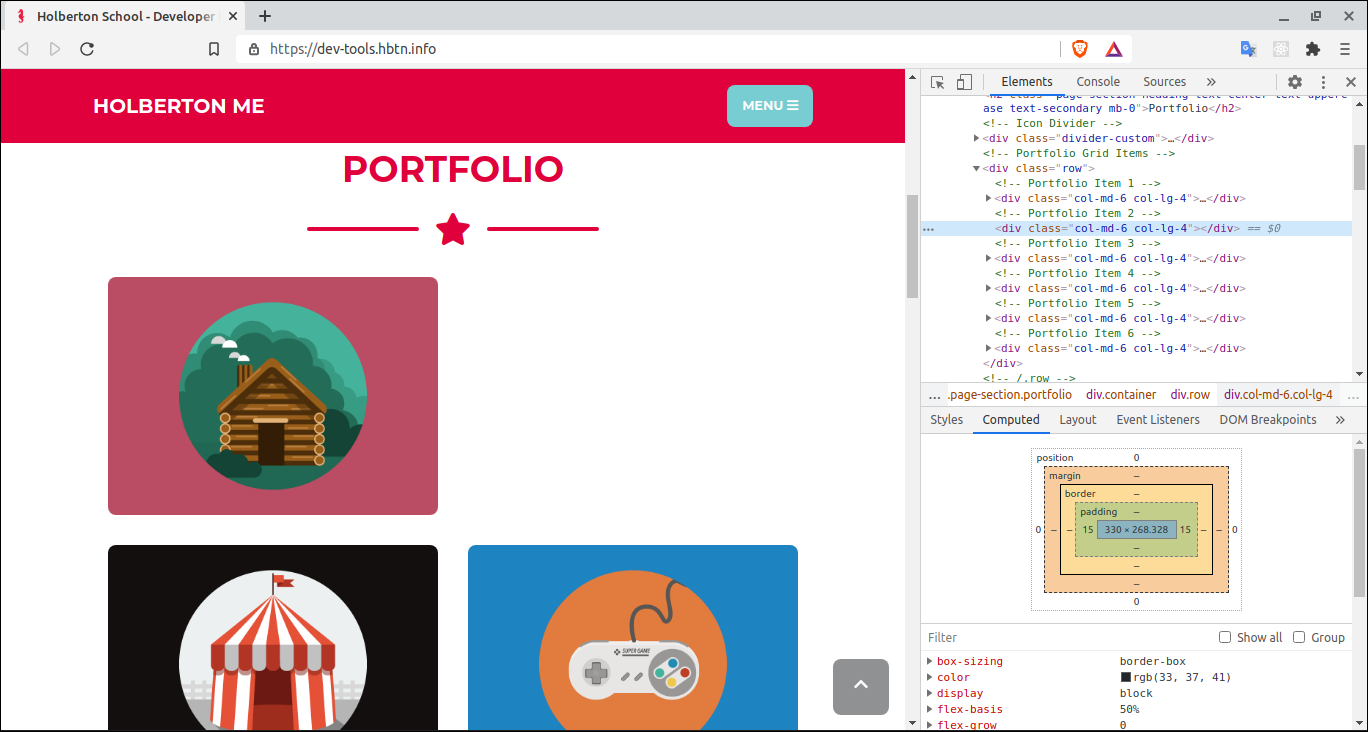 Holberton School - Developer
https://dev-tools.hbtn.info
HOLBERTON ME
MENU
PORTFOLIO
SUPER GAME
Elements Console Sources »
ase text-secondary mb-0">Portfolio</h2>
<!-- Icon Divider -->
<div class="divider-custom">…</div>
<!-- Portfolio Grid Items -->
<div class="row">
<!-- Portfolio Item 1 -->
<div class="col-md-6 col-lg-4">…</div>
<!-- Portfolio Item 2 -->
… <div class="col-md-6 col-lg-4"></div> == $0
<!-- Portfolio Item 3 -->
<div class="col-md-6 col-lg-4">…</div>
<!-- Portfolio Item 4 -->
<div class="col-md-6 col-lg-4">…</div>
<!-- Portfolio Item 5 -->
<div class="col-md-6 col-lg-4">…</div>
<!-- Portfolio Item 6 -->
<div class="col-md-6 col-lg-4">…</div>
</div>
<!-- /.row -->
… .page-section.portfolio div.container div.row div.col-md-6.col-lg-4 …
Styles Computed Layout Event Listeners DOM Breakpoints »
position 0
margin –
border –
padding –
0 – – 15 330 × 268.328 15 – – 0
–
–
–
0
Filter Show all Group
box-sizing border-box
color rgb(33, 37, 41)
display block
flex-basis 50%
flex-grow 0